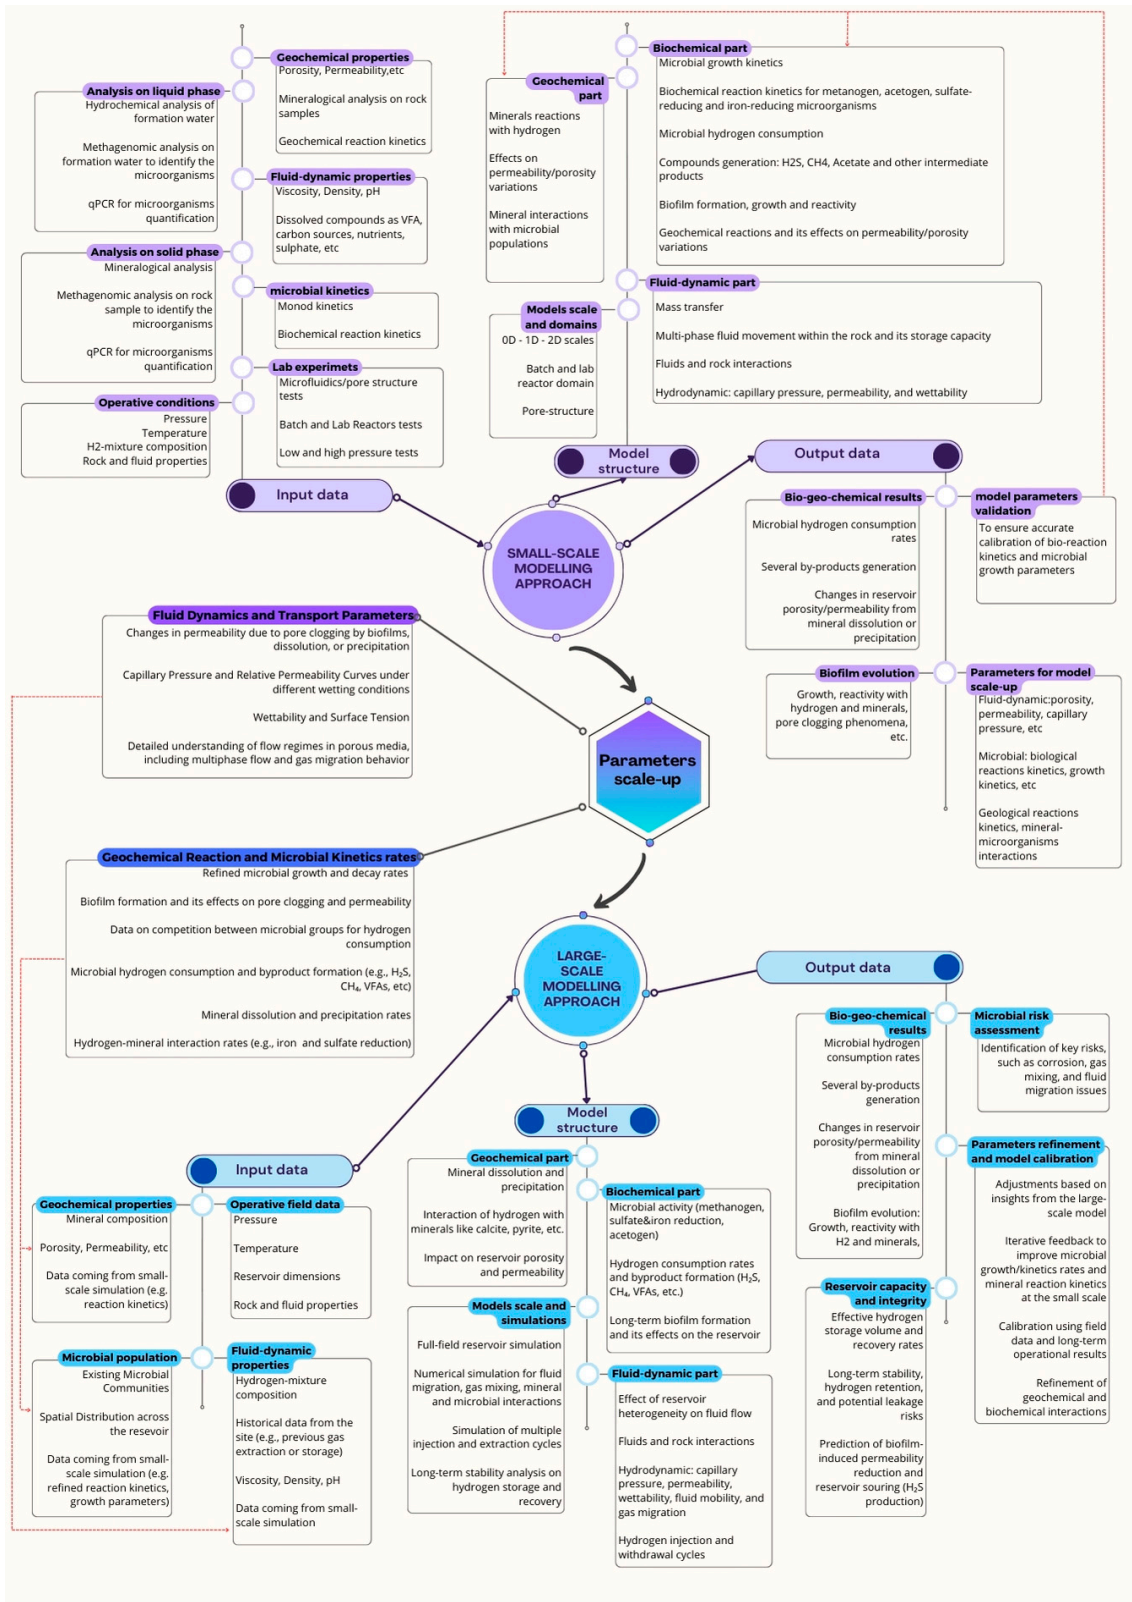 Geochemical properties
Porosity, Permeability,etc
Mineralogical analysis on rock
samples
Geochemical reaction kinetics
Analysis on liquid phase
Hydrochemical analysis of
formation water
Methagenomic analysis on
formation water to identify the
microorganisms
qPCR for microorganisms
quantification
Fluid-dynamic properties
Viscosity, Density, pH
Dissolved compounds as VFA,
carbon sources, nutrients,
sulphate, etc
Analysis on solid phase
Mineralogical analysis
Methagenomic analysis on rock
sample to identify the
microorganisms
qPCR for microorganisms
quantification
microbial kinetics
Monod kinetics
Biochemical reaction kinetics
Lab experimets
Microfluidics/pore structure
tests
Batch and Lab Reactors tests
Low and high pressure tests
Operative conditions
Pressure
Temperature
H2-mixture composition
Rock and fluid properties
Input data
Biochemical part
Microbial growth kinetics
Biochemical reaction kinetics for metanogen, acetogen, sulfate-
reducing and iron-reducing microorganisms
Microbial hydrogen consumption
Compounds generation: H2S, CH4, Acetate and other intermediate
products
Biofilm formation, growth and reactivity
Geochemical reactions and its effects on permeability/porosity
variations
Geochemical
part
Minerals reactions
with hydrogen
Effects on
permeability/porosity
variations
Mineral interactions
with microbial
populations
Fluid-dynamic part
Mass transfer
Multi-phase fluid movement within the rock and its storage capacity
Fluids and rock interactions
Hydrodynamic: capillary pressure, permeability, and wettability
Models scale
and domains
0D - 1D - 2D scales
Batch and lab
reactor domain
Pore-structure
Model
structure
Output data
Bio-geo-chemical results
Microbial hydrogen consumption
rates
Several by-products generation
Changes in reservoir
porosity/permeability from
mineral dissolution or
precipitation
model parameters
validation
To ensure accurate
calibration of bio-reaction
kinetics and microbial
growth parameters
Biofilm evolution
Growth, reactivity with
hydrogen and minerals,
pore clogging phenomena,
etc.
Parameters for model
scale-up
Fluid-dynamic:porosity,
permeability, capillary
pressure, etc
Microbial: biological
reactions kinetics, growth
kinetics, etc
Geological reactions
kinetics, mineral-
microorganisms
interactions
SMALL-SCALE
MODELLING
APPROACH
Fluid Dynamics and Transport Parameters
Changes in permeability due to pore clogging by biofilms,
dissolution, or precipitation
Capillary Pressure and Relative Permeability Curves under
different wetting conditions
Wettability and Surface Tension
Detailed understanding of flow regimes in porous media,
including multiphase flow and gas migration behavior
Parameters
scale-up
Geochemical Reaction and Microbial Kinetics rates
Refined microbial growth and decay rates
Biofilm formation and its effects on pore clogging and permeability
Data on competition between microbial groups for hydrogen
consumption
Microbial hydrogen consumption and byproduct formation (e.g., H₂S,
CH₄, VFAs, etc)
Mineral dissolution and precipitation rates
Hydrogen-mineral interaction rates (e.g., iron and sulfate reduction)
LARGE-
SCALE
MODELLING
APPROACH
Input data
Geochemical properties
Mineral composition
Porosity, Permeability, etc
Data coming from small-
scale simulation (e.g.
reaction kinetics)
Operative field data
Pressure
Temperature
Reservoir dimensions
Rock and fluid properties
Microbial population
Existing Microbial
Communities
Spatial Distribution across
the resevoir
Data coming from small-
scale simulation (e.g.
refined reaction kinetics,
growth parameters)
Fluid-dynamic
properties
Hydrogen-mixture
composition
Historical data from the
site (e.g., previous gas
extraction or storage)
Viscosity, Density, pH
Data coming from small-
scale simulation
Model
structure
Geochemical part
Mineral dissolution and
precipitation
Interaction of hydrogen with
minerals like calcite, pyrite, etc.
Impact on reservoir porosity
and permeability
Biochemical part
Microbial activity (methanogen,
sulfate&iron reduction,
acetogen)
Hydrogen consumption rates
and byproduct formation (H₂S,
CH₄, VFAs, etc.)
Long-term biofilm formation
and its effects on the reservoir
Models scale and
simulations
Full-field reservoir simulation
Numerical simulation for fluid
migration, gas mixing, mineral
and microbial interactions
Simulation of multiple
injection and extraction cycles
Long-term stability analysis on
hydrogen storage and
recovery
Fluid-dynamic part
Effect of reservoir
heterogeneity on fluid flow
Fluids and rock interactions
Hydrodynamic: capillary
pressure, permeability,
wettability, fluid mobility, and
gas migration
Hydrogen injection and
withdrawal cycles
Output data
Bio-geo-chemical
results
Microbial hydrogen
consumption rates
Several by-products
generation
Changes in reservoir
porosity/permeability
from mineral
dissolution or
precipitation
Biofilm evolution:
Growth, reactivity with
H2 and minerals,
Microbial risk
assessment
Identification of key risks,
such as corrosion, gas
mixing, and fluid
migration issues
Parameters refinement
and model calibration
Adjustments based on
insights from the large-
scale model
Iterative feedback to
improve microbial
growth/kinetics rates and
mineral reaction kinetics
at the small scale
Calibration using field
data and long-term
operational results
Refinement of
geochemical and
biochemical interactions
Reservoir capacity
and integrity
Effective hydrogen
storage volume and
recovery rates
Long-term stability,
hydrogen retention,
and potential leakage
risks
Prediction of biofilm-
induced permeability
reduction and
reservoir souring (H₂S
production)